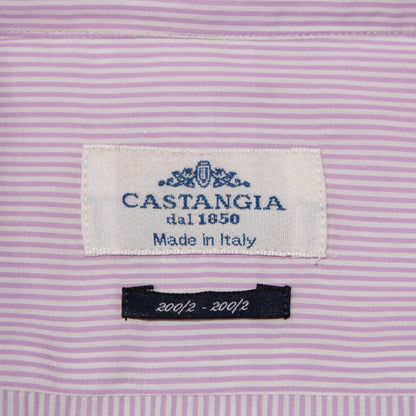 CASTANGIA
dal 1850
Made in Italy
200/2 - 200/2